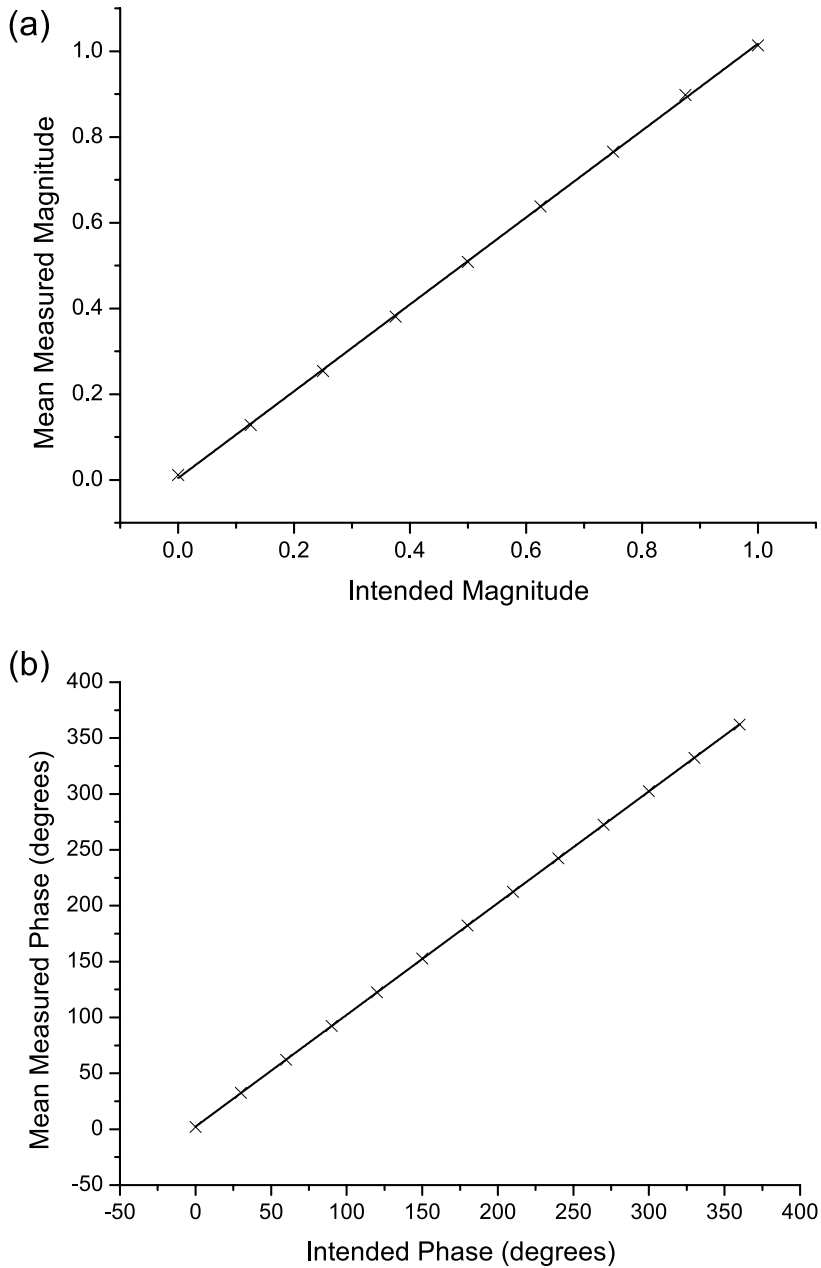 (a)
Mean Measured Magnitude
1.0
0.8
0.6
0.4
0.2
0.0
0.0 0.2 0.4 0.6 0.8 1.0
Intended Magnitude
(b)
Mean Measured Phase (degrees)
400
350
300
250
200
150
100
50
0
-50
-50 0 50 100 150 200 250 300 350 400
Intended Phase (degrees)